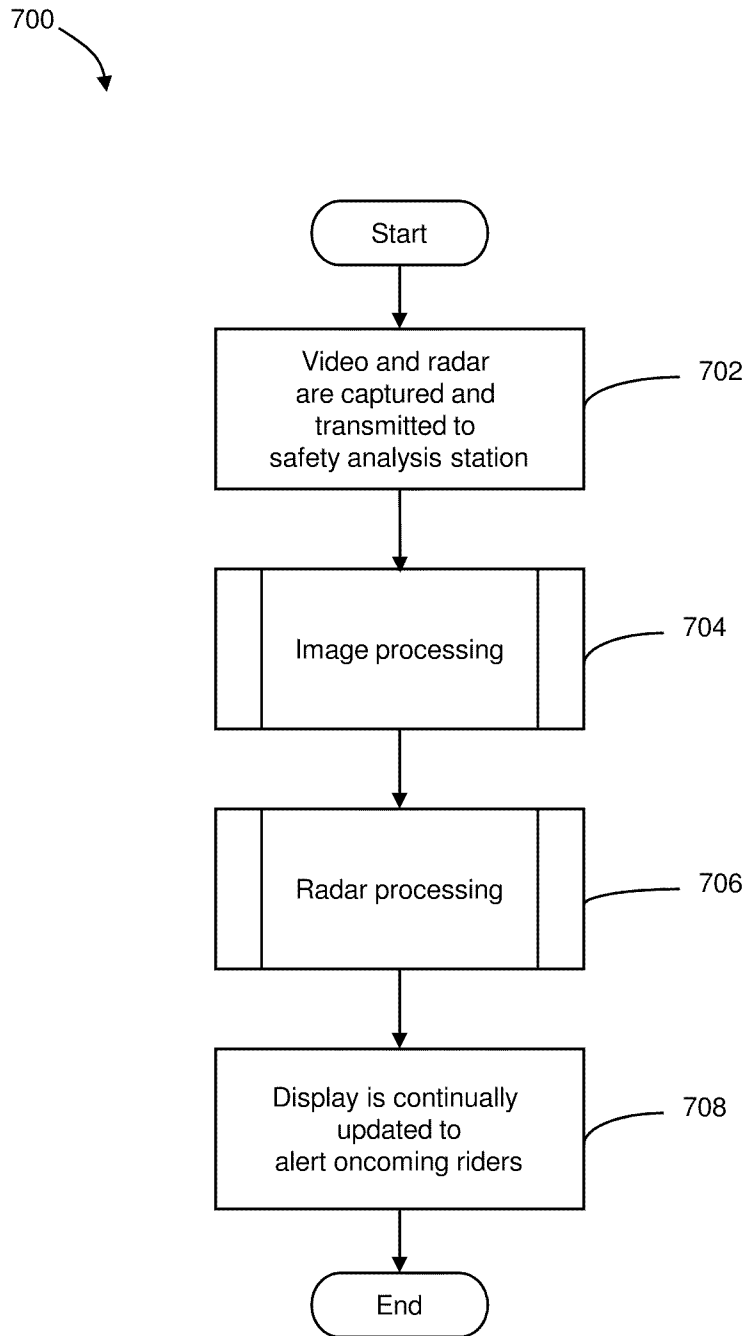 700
Start
Video and radar
are captured and
transmitted to
safety analysis station
702
Image processing
704
Radar processing
706
Display is continually
updated to
alert oncoming riders
708
End